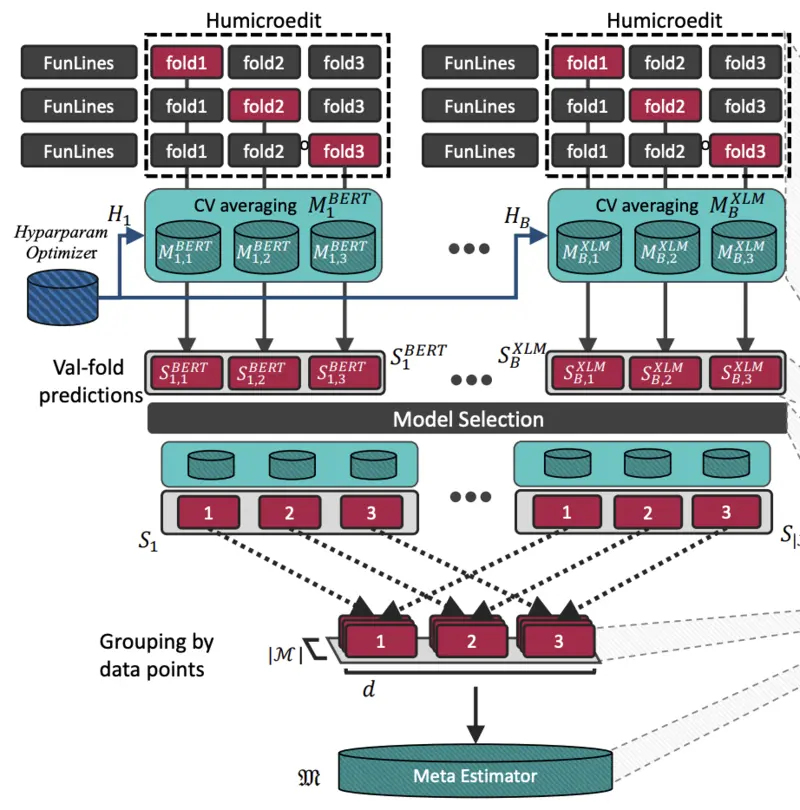 Humicroedit Humicroedit
FunLines fold1 fold2 fold3 FunLines fold1 fold2 fold3
FunLines fold1 fold2 fold3 FunLines fold1 fold2 fold3
FunLines fold1 fold2 fold3 FunLines fold1 fold2 fold3
H_1 CV averaging M_1^{BERT} H_B CV averaging M_B^{XLM}
Hyparparam
Optimizer
M_{1,1}^{BERT} M_{1,2}^{BERT} M_{1,3}^{BERT} M_{B,1}^{XLM} M_{B,2}^{XLM} M_{B,3}^{XLM}
Val-fold
predictions
S_{1,1}^{BERT} S_{1,2}^{BERT} S_{1,3}^{BERT} S_1^{BERT} S_B^{XLM} S_{B,1}^{XLM} S_{B,2}^{XLM} S_{B,3}^{XLM}
Model Selection
1 2 3 1 2 3
S_1 S_{|
Grouping by
data points
|ℳ| 1 2 3
d
𝔐 Meta Estimator